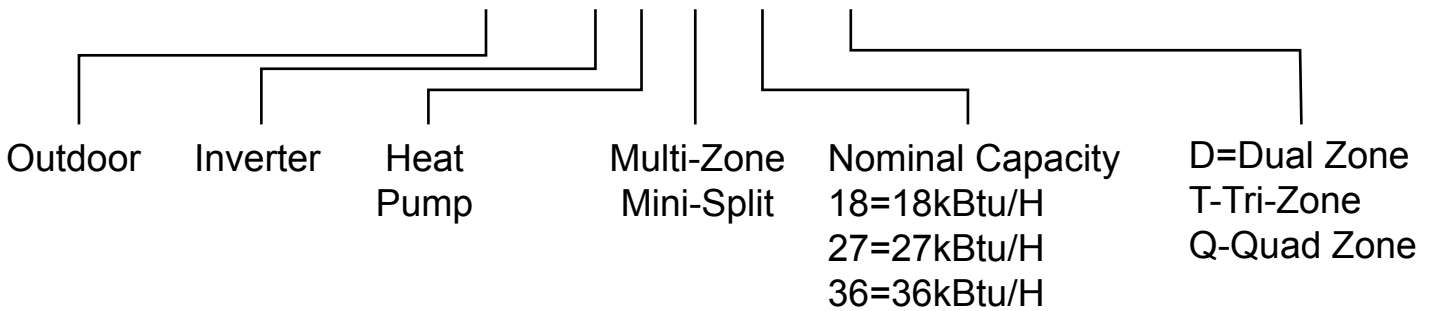 Outdoor
Inverter
Heat
Pump
Multi-Zone
Mini-Split
Nominal Capacity
18=18kBtu/H
27=27kBtu/H
36=36kBtu/H
D=Dual Zone
T-Tri-Zone
Q-Quad Zone